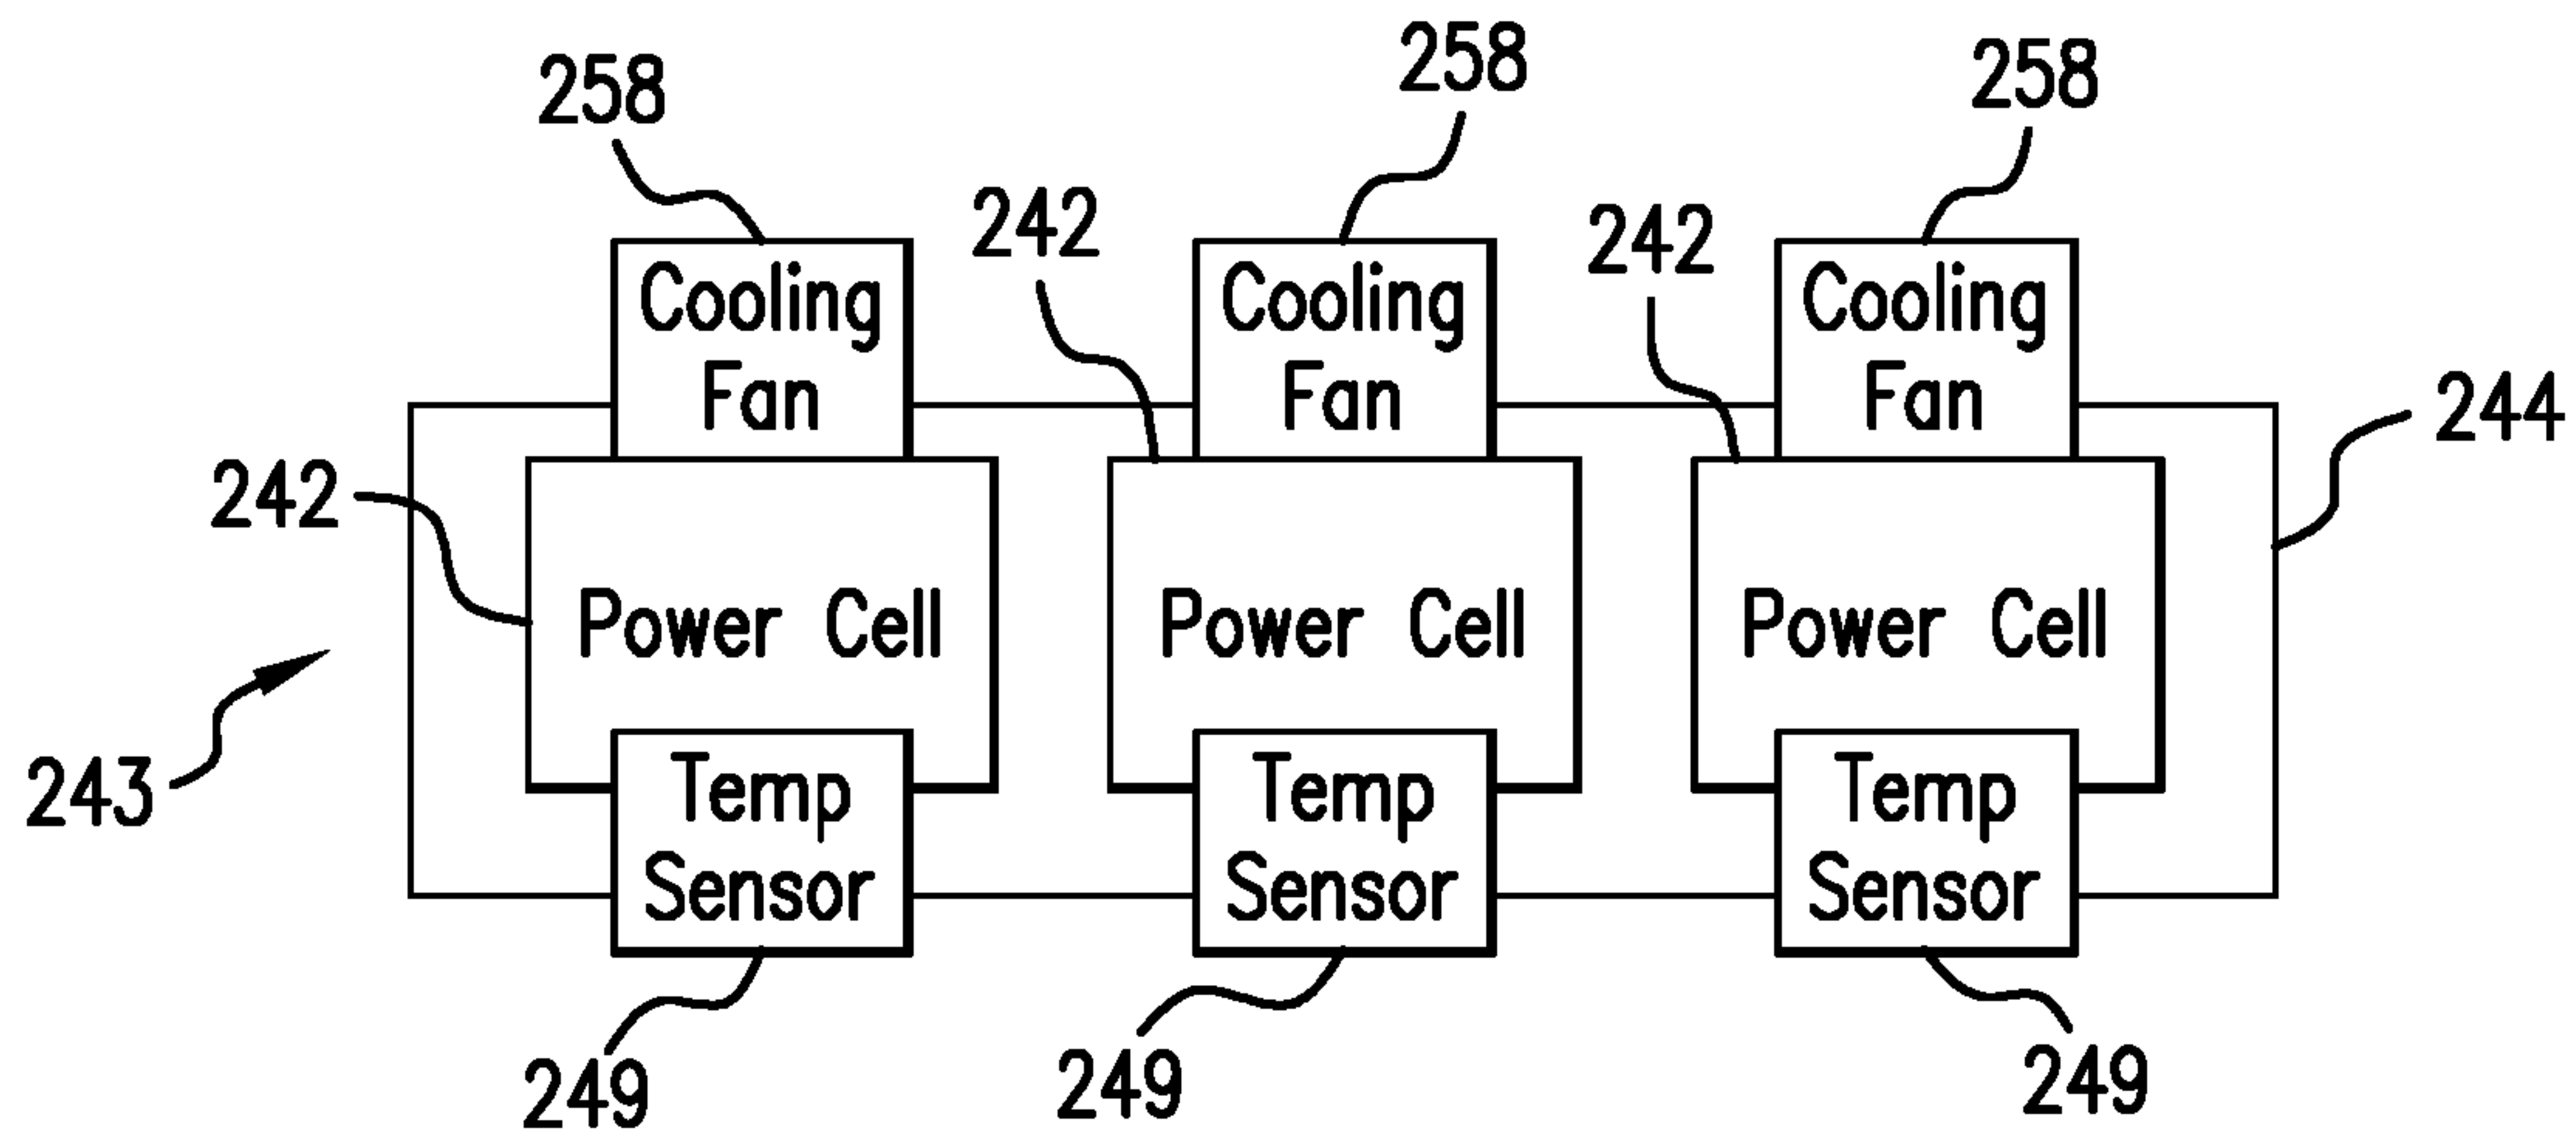 258 258 258
242 242
Cooling Fan
Cooling Fan
Cooling Fan
244
242
Power Cell
Power Cell
Power Cell
243
Temp Sensor
Temp Sensor
Temp Sensor
249 249 249